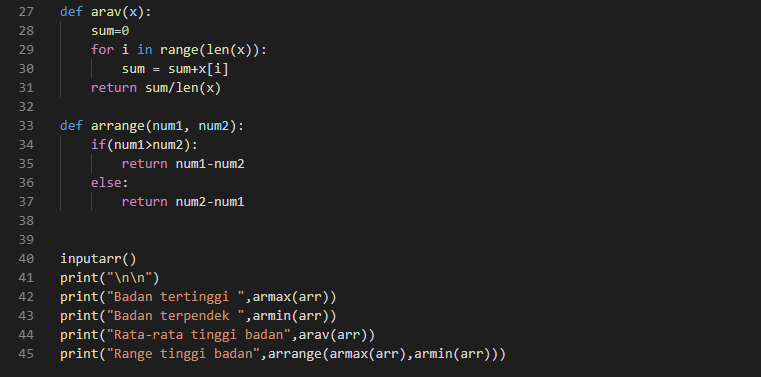 27 def arav(x):
28     sum=0
29     for i in range(len(x)):
30         sum = sum+x[i]
31     return sum/len(x)
32
33 def arrange(num1, num2):
34     if(num1>num2):
35         return num1-num2
36     else:
37         return num2-num1
38
39
40 inputarr()
41 print("\n\n")
42 print("Badan tertinggi ",armax(arr))
43 print("Badan terpendek ",armin(arr))
44 print("Rata-rata tinggi badan",arav(arr))
45 print("Range tinggi badan",arrange(armax(arr),armin(arr)))